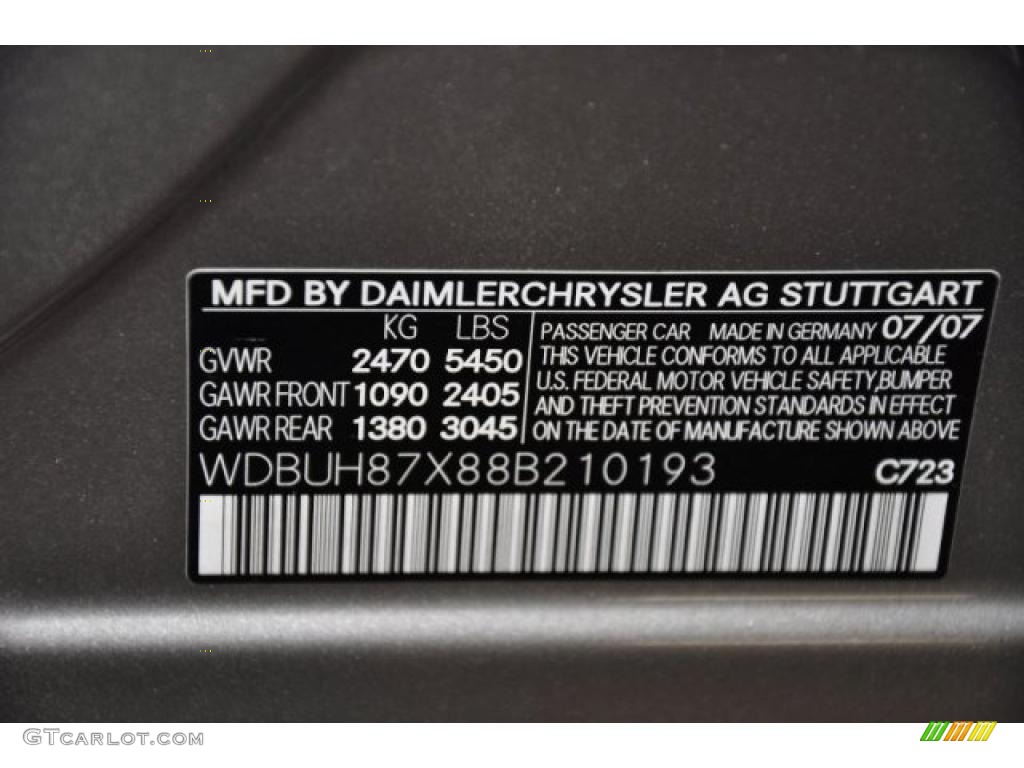 MFD BY DAIMLERCHRYSLER AG STUTTGART
KG LBS
GVWR 2470 5450
GAWR FRONT 1090 2405
GAWR REAR 1380 3045
PASSENGER CAR MADE IN GERMANY 07/07
THIS VEHICLE CONFORMS TO ALL APPLICABLE
U.S. FEDERAL MOTOR VEHICLE SAFETY,BUMPER
AND THEFT PREVENTION STANDARDS IN EFFECT
ON THE DATE OF MANUFACTURE SHOWN ABOVE
WDBUH87X88B210193 C723
GTCarLot.com